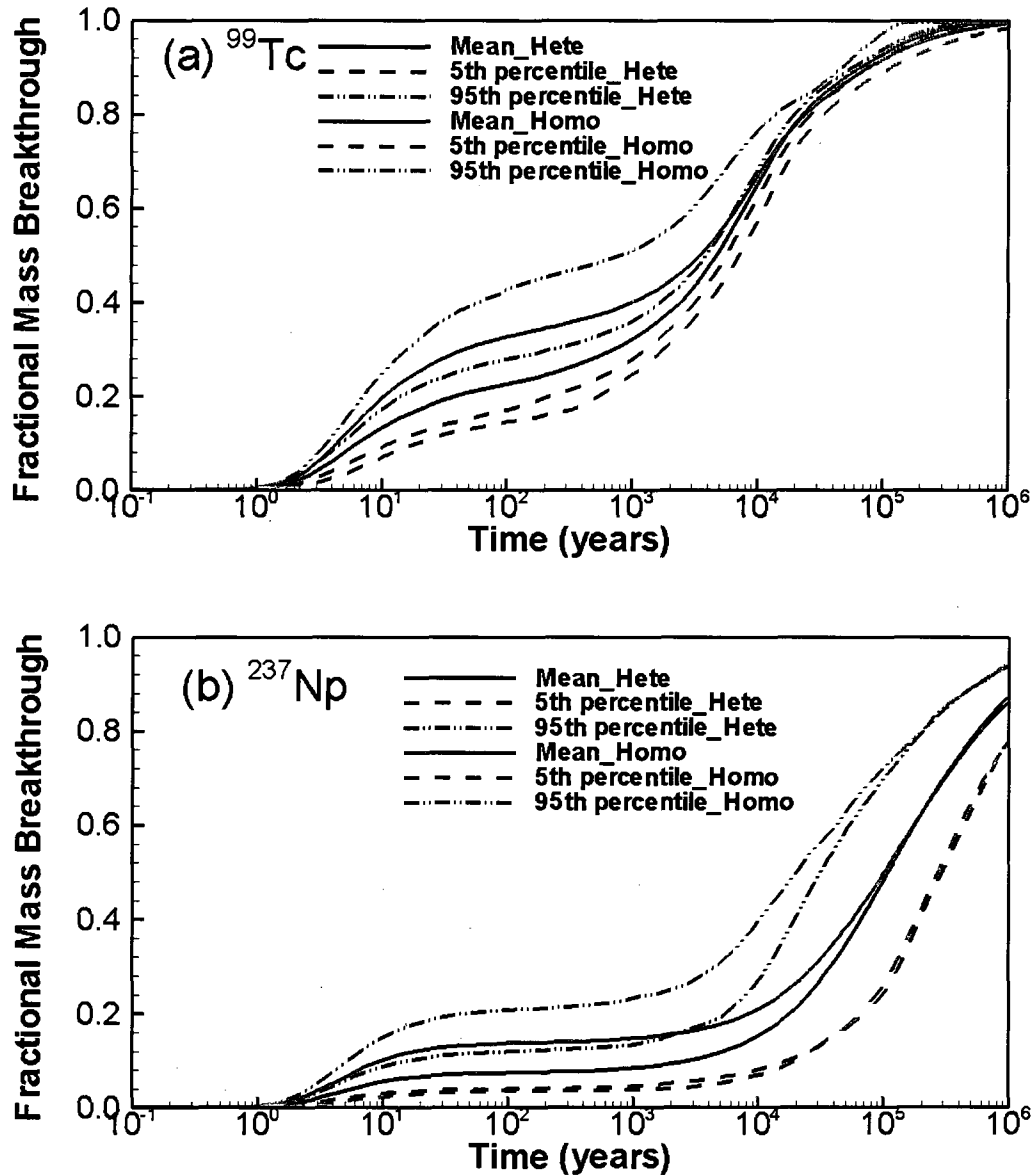 (a) ⁹⁹Tc
Mean_Hete
5th percentile_Hete
95th percentile_Hete
Mean_Homo
5th percentile_Homo
95th percentile_Homo
Fractional Mass Breakthrough
1.0
0.8
0.6
0.4
0.2
0.0
10⁻¹ 10⁰ 10¹ 10² 10³ 10⁴ 10⁵ 10⁶
Time (years)
(b) ²³⁷Np
Mean_Hete
5th percentile_Hete
95th percentile_Hete
Mean_Homo
5th percentile_Homo
95th percentile_Homo
Fractional Mass Breakthrough
1.0
0.8
0.6
0.4
0.2
0.0
10⁻¹ 10⁰ 10¹ 10² 10³ 10⁴ 10⁵ 10⁶
Time (years)